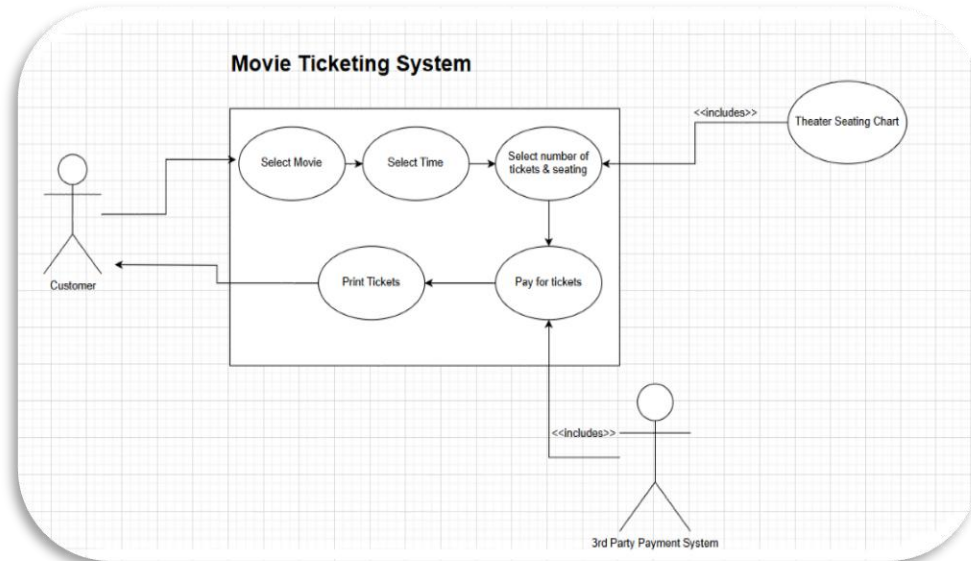 Movie Ticketing System
<<includes>>
Theater Seating Chart
Select Movie
Select Time
Select number of
tickets & seating
Customer
Print Tickets
Pay for tickets
<<includes>>
3rd Party Payment System